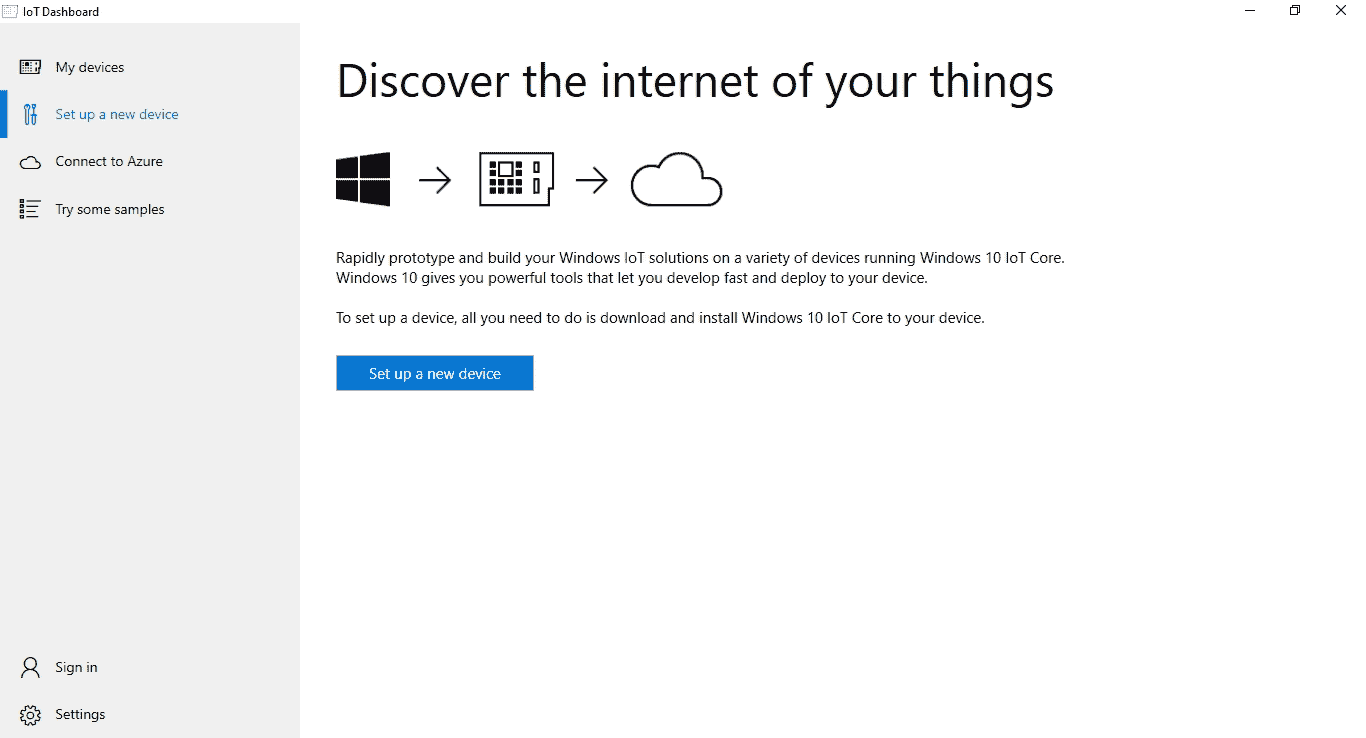 IoT Dashboard
My devices
Set up a new device
Connect to Azure
Try some samples
Sign in
Settings
Discover the internet of your things
Rapidly prototype and build your Windows IoT solutions on a variety of devices running Windows 10 IoT Core.
Windows 10 gives you powerful tools that let you develop fast and deploy to your device.
To set up a device, all you need to do is download and install Windows 10 IoT Core to your device.
Set up a new device